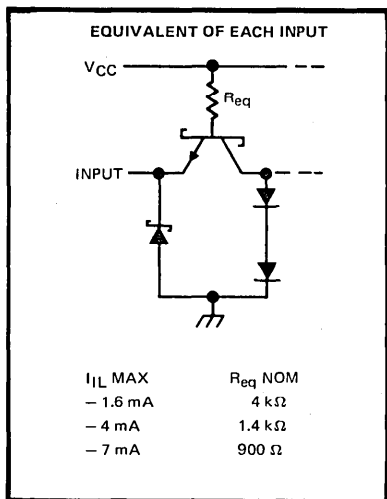 EQUIVALENT OF EACH INPUT
VCC
Req
INPUT
IIL MAX Req NOM
– 1.6 mA 4 kΩ
– 4 mA 1.4 kΩ
– 7 mA 900 Ω